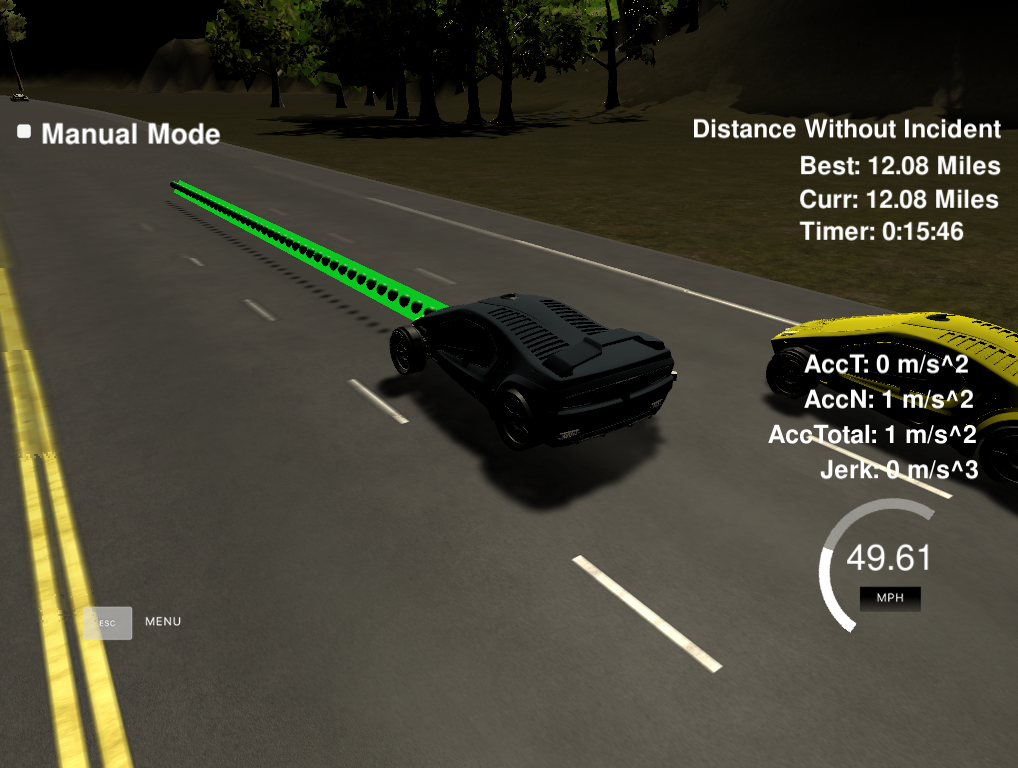 Manual Mode
Distance Without Incident
Best: 12.08 Miles
Curr: 12.08 Miles
Timer: 0:15:46
AccT: 0 m/s^2
AccN: 1 m/s^2
AccTotal: 1 m/s^2
Jerk: 0 m/s^3
49.61
MPH
ESC MENU